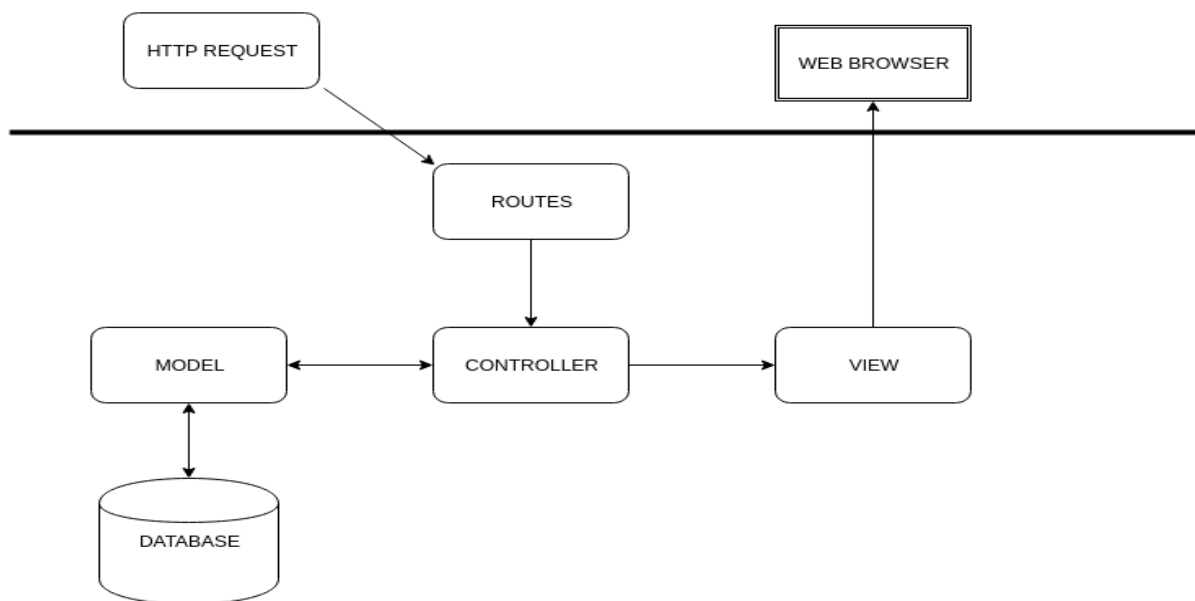 HTTP REQUEST
WEB BROWSER
ROUTES
MODEL
CONTROLLER
VIEW
DATABASE